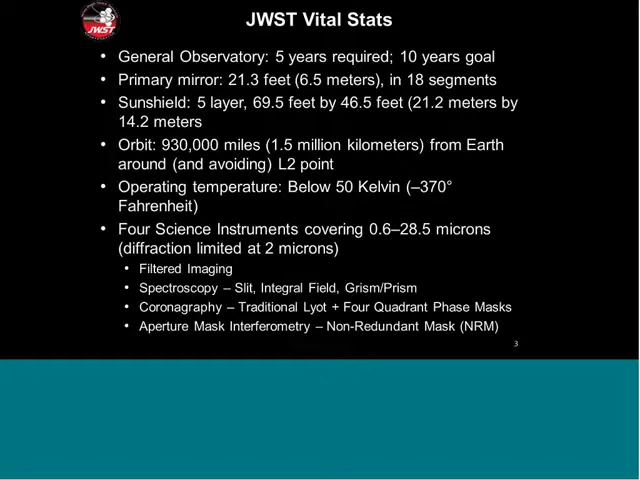 JWST
JWST Vital Stats
• General Observatory: 5 years required; 10 years goal
• Primary mirror: 21.3 feet (6.5 meters), in 18 segments
• Sunshield: 5 layer, 69.5 feet by 46.5 feet (21.2 meters by
14.2 meters
• Orbit: 930,000 miles (1.5 million kilometers) from Earth
around (and avoiding) L2 point
• Operating temperature: Below 50 Kelvin (–370°
Fahrenheit)
• Four Science Instruments covering 0.6–28.5 microns
(diffraction limited at 2 microns)
• Filtered Imaging
• Spectroscopy – Slit, Integral Field, Grism/Prism
• Coronagraphy – Traditional Lyot + Four Quadrant Phase Masks
• Aperture Mask Interferometry – Non-Redundant Mask (NRM)
3